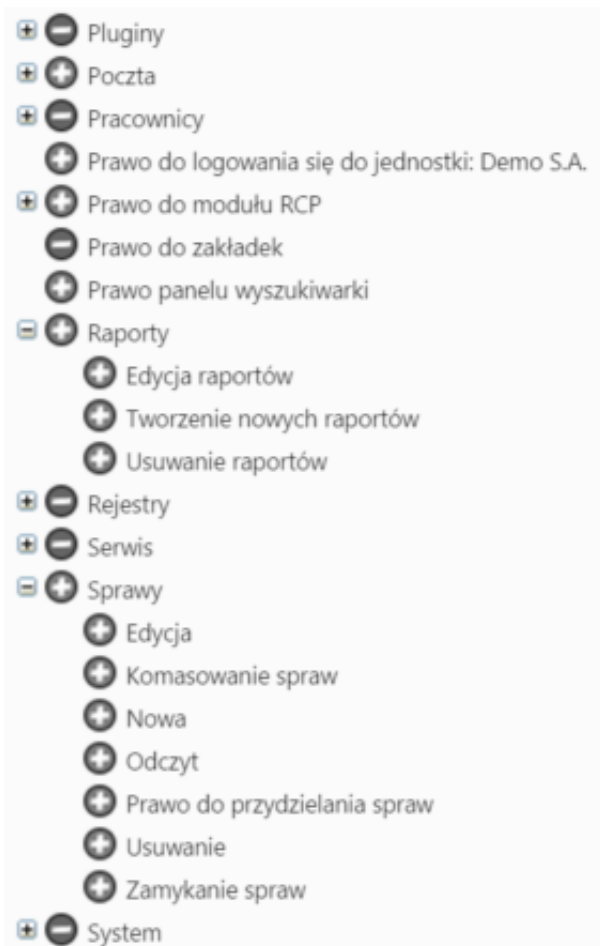 Pluginy
Poczta
Pracownicy
Prawo do logowania się do jednostki: Demo S.A.
Prawo do modułu RCP
Prawo do zakładek
Prawo panelu wyszukiwarki
Raporty
Edycja raportów
Tworzenie nowych raportów
Usuwanie raportów
Rejestry
Serwis
Sprawy
Edycja
Komasowanie spraw
Nowa
Odczyt
Prawo do przydzielania spraw
Usuwanie
Zamykanie spraw
System